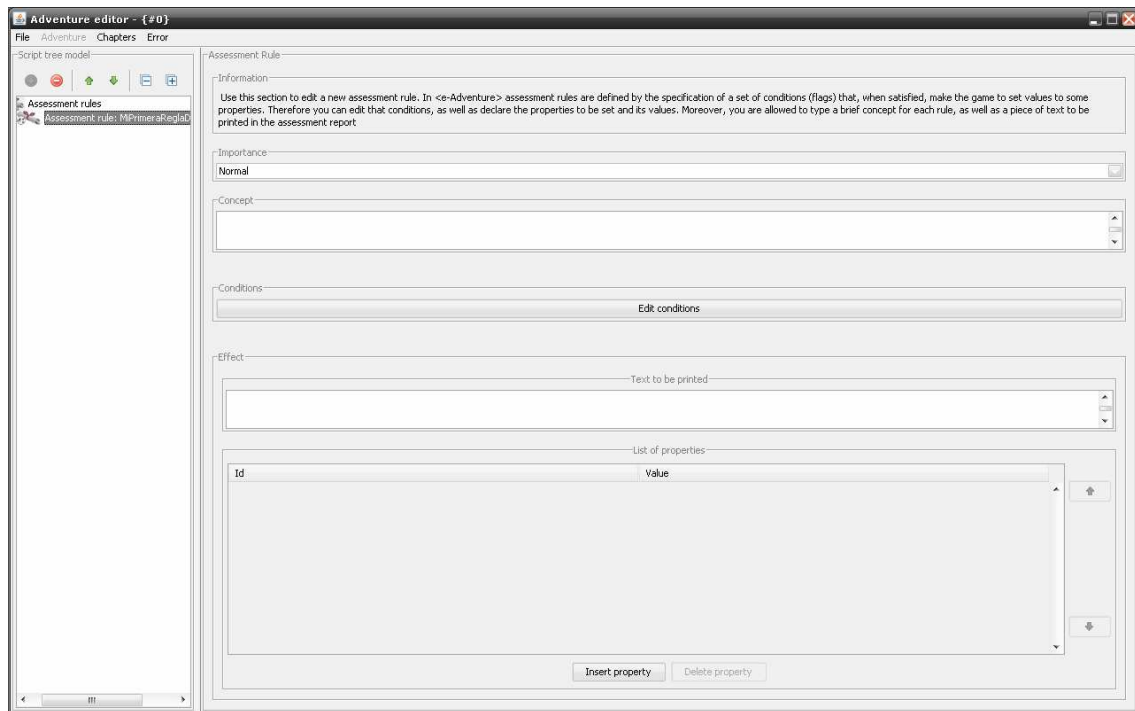 Adventure editor - {#0}
File Adventure Chapters Error
Script tree model
Assessment rules
Assessment rule: MiPrimeraReglaD
Assessment Rule
Information
Use this section to edit a new assessment rule. In <e-Adventure> assessment rules are defined by the specification of a set of conditions (flags) that, when satisfied, make the game to set values to some
properties. Therefore you can edit that conditions, as well as declare the properties to be set and its values. Moreover, you are allowed to type a brief concept for each rule, as well as a piece of text to be
printed in the assessment report
Importance
Normal
Concept
Conditions
Edit conditions
Effect
Text to be printed
List of properties
Id Value
Insert property Delete property